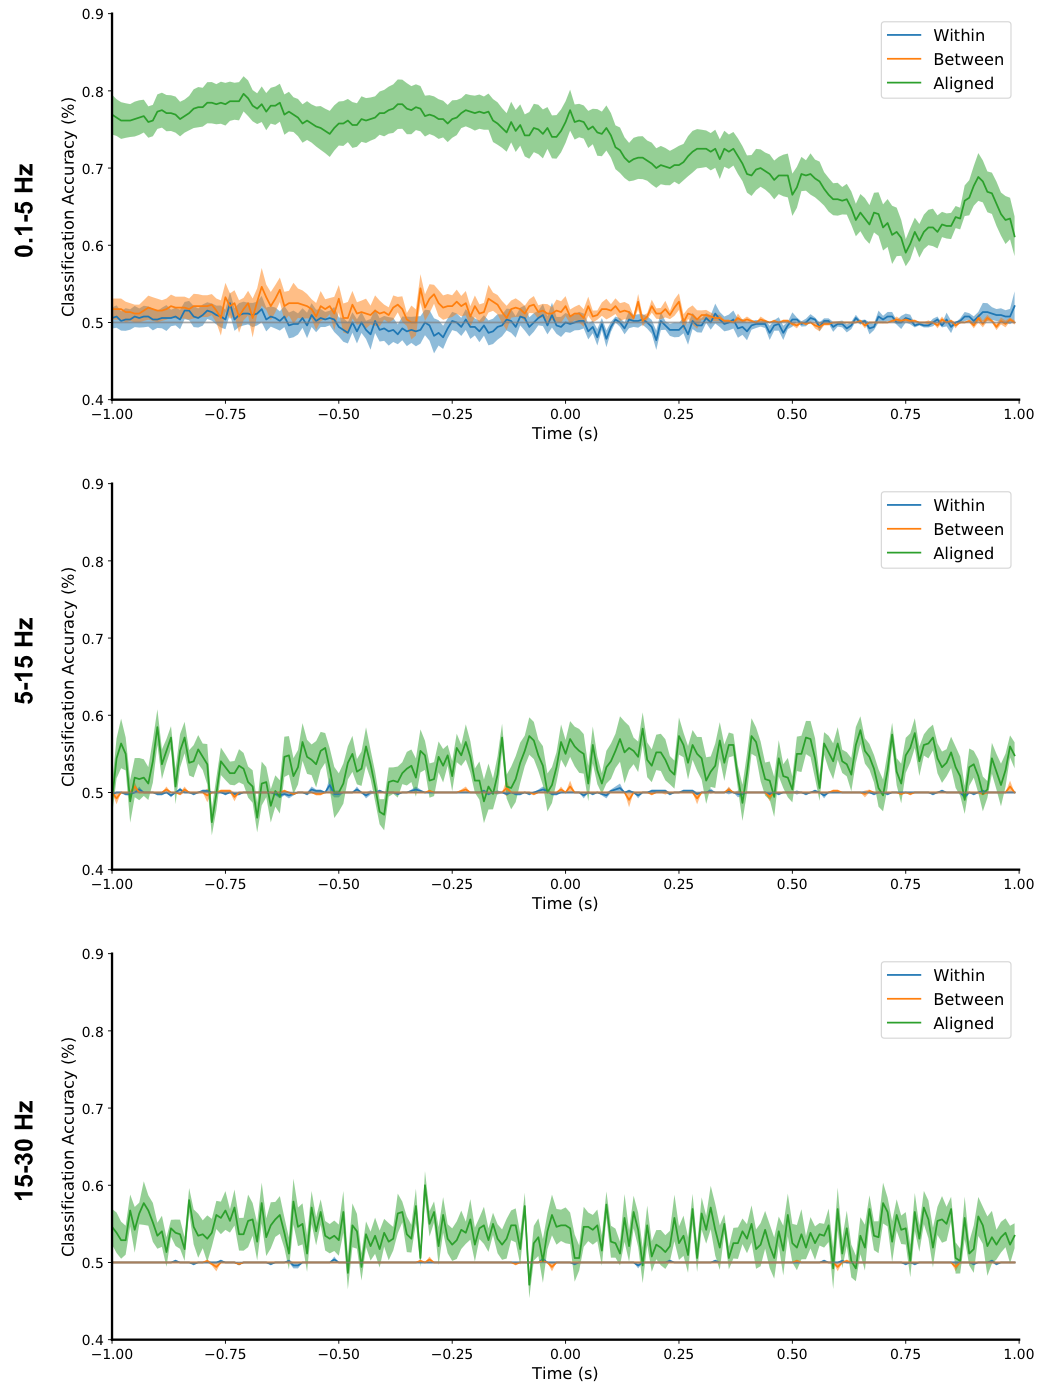 0.1-5 Hz
Classification Accuracy (%)
0.9
0.8
0.7
0.6
0.5
0.4
Within
Between
Aligned
−1.00 −0.75 −0.50 −0.25 0.00 0.25 0.50 0.75 1.00
Time (s)
5-15 Hz
Classification Accuracy (%)
0.9
0.8
0.7
0.6
0.5
0.4
Within
Between
Aligned
−1.00 −0.75 −0.50 −0.25 0.00 0.25 0.50 0.75 1.00
Time (s)
15-30 Hz
Classification Accuracy (%)
0.9
0.8
0.7
0.6
0.5
0.4
Within
Between
Aligned
−1.00 −0.75 −0.50 −0.25 0.00 0.25 0.50 0.75 1.00
Time (s)